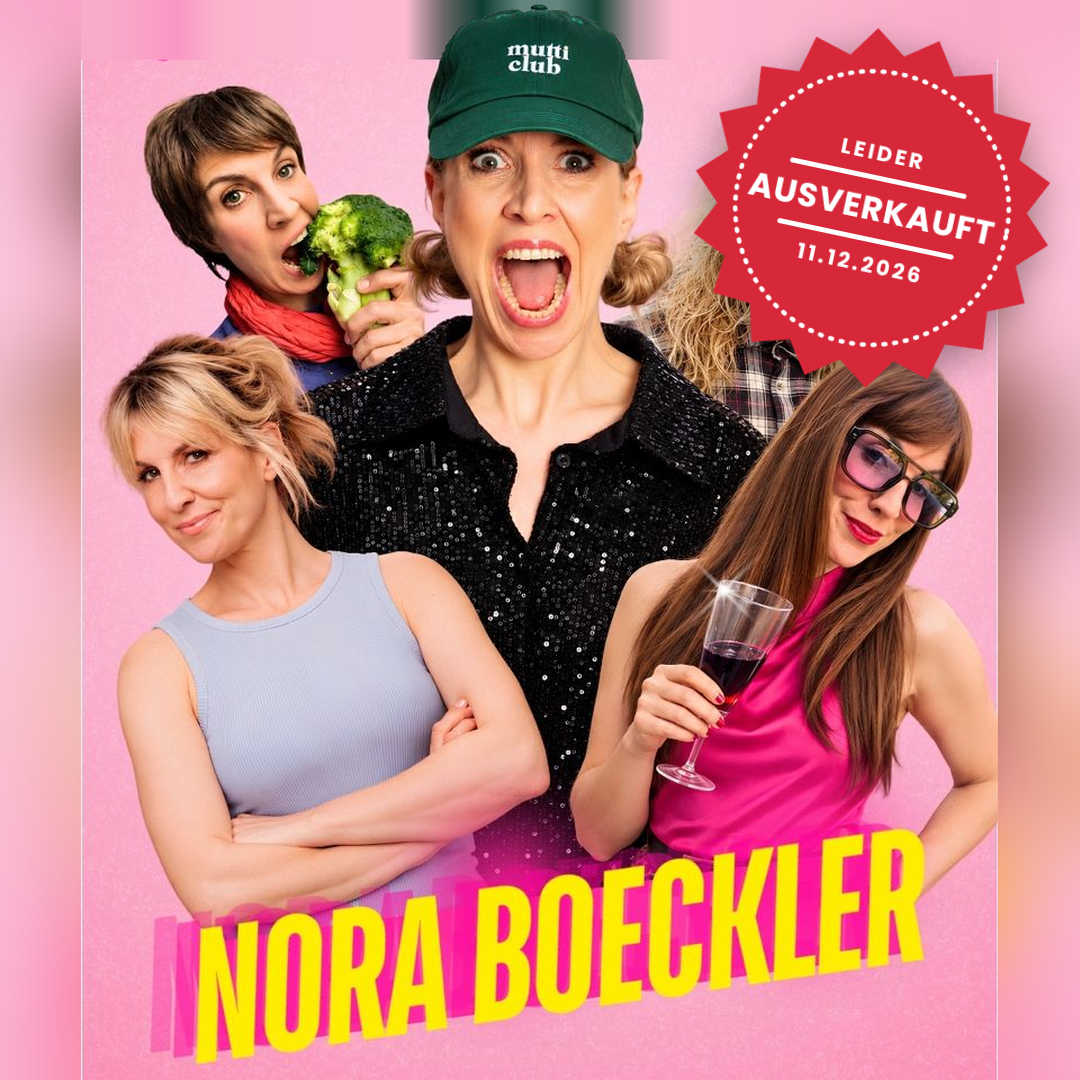 mutti
club
LEIDER
AUSVERKAUFT
11.12.2026
NORA BOECKLER